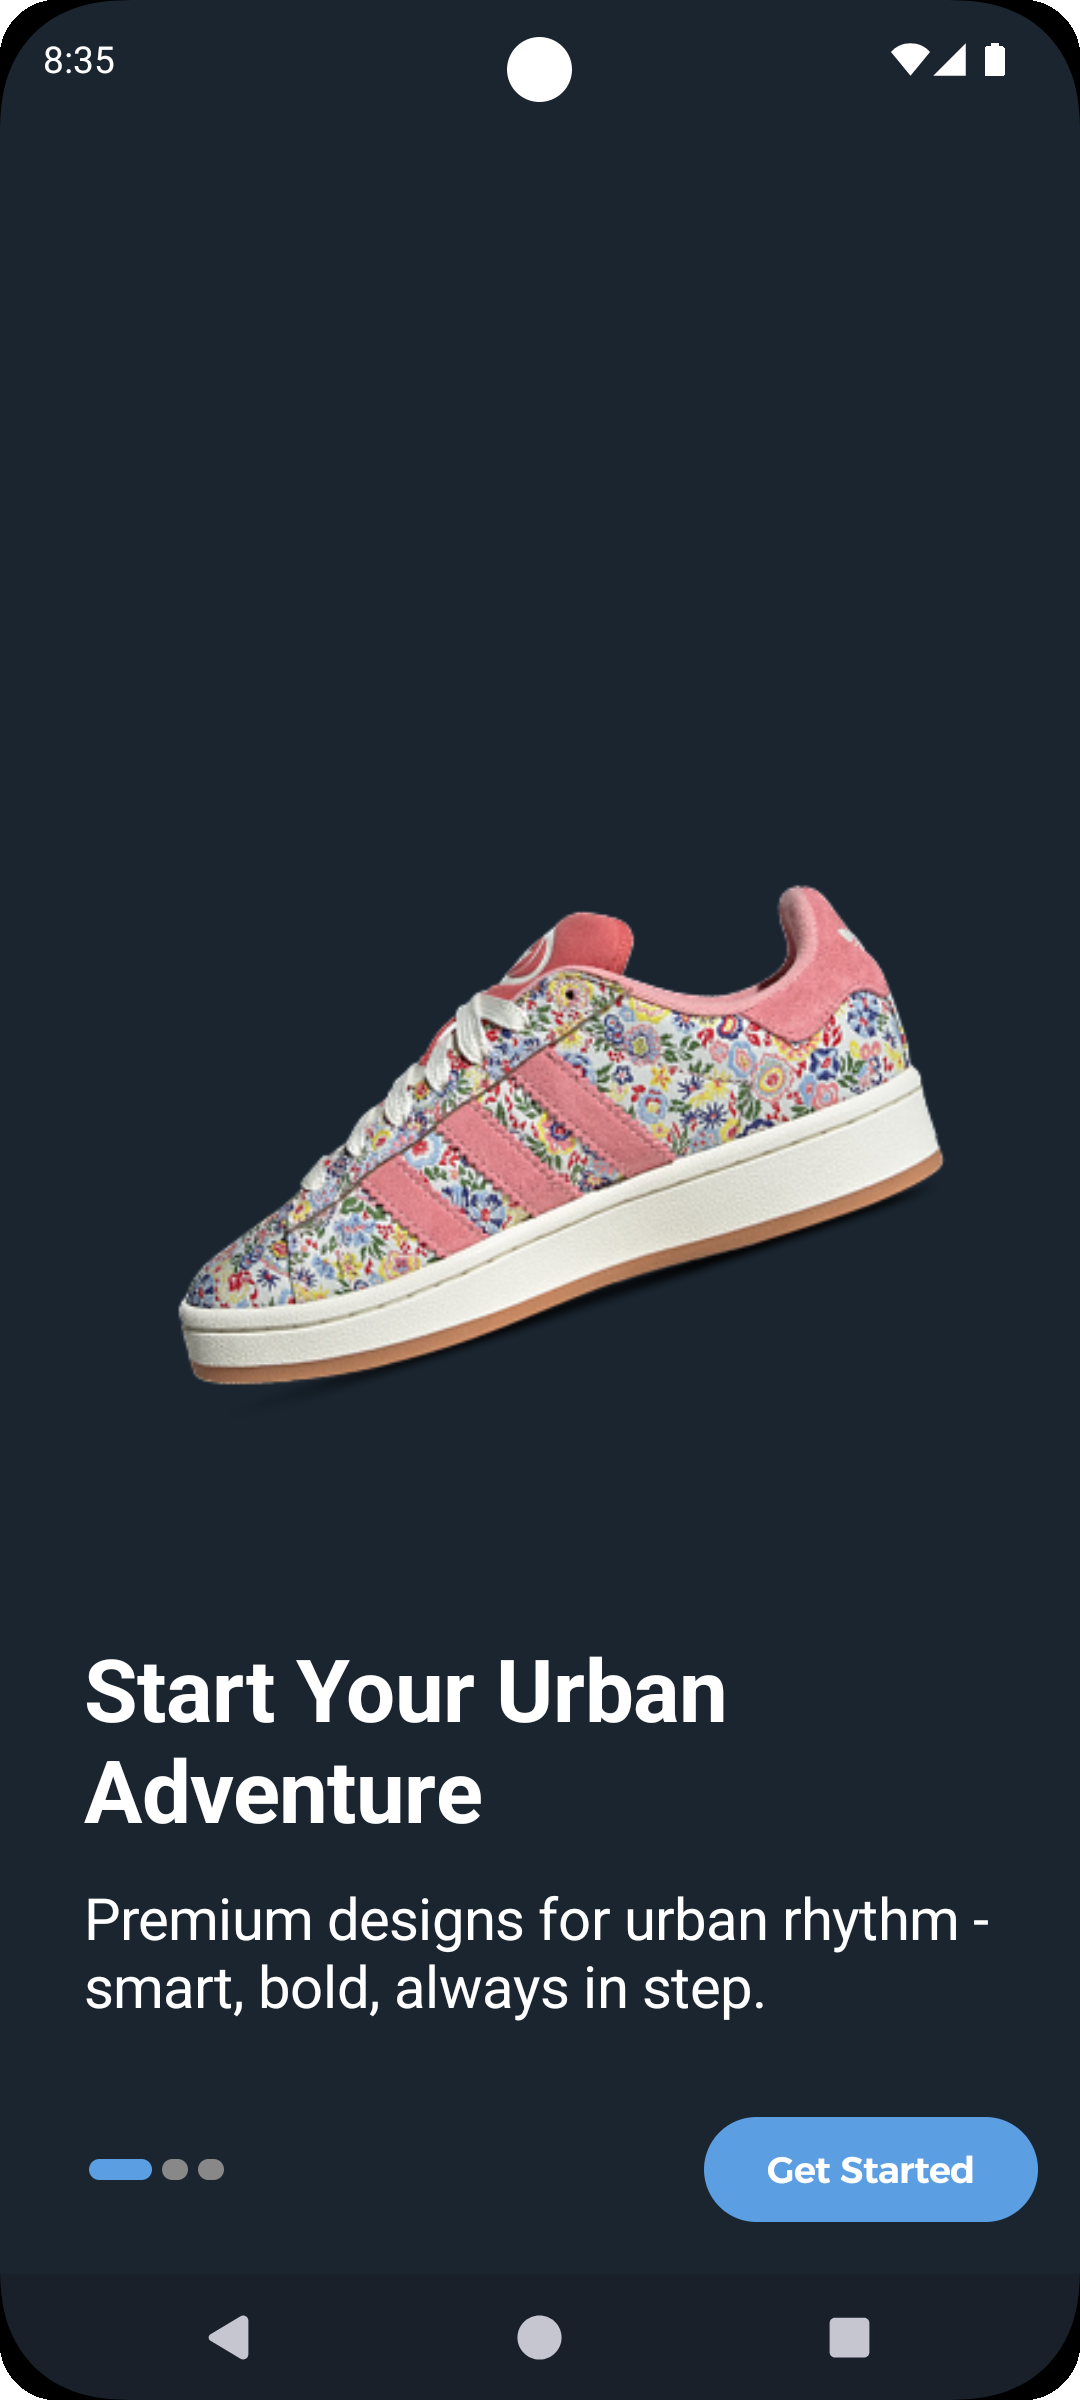 8:35
Start Your Urban
Adventure
Premium designs for urban rhythm -
smart, bold, always in step.
Get Started